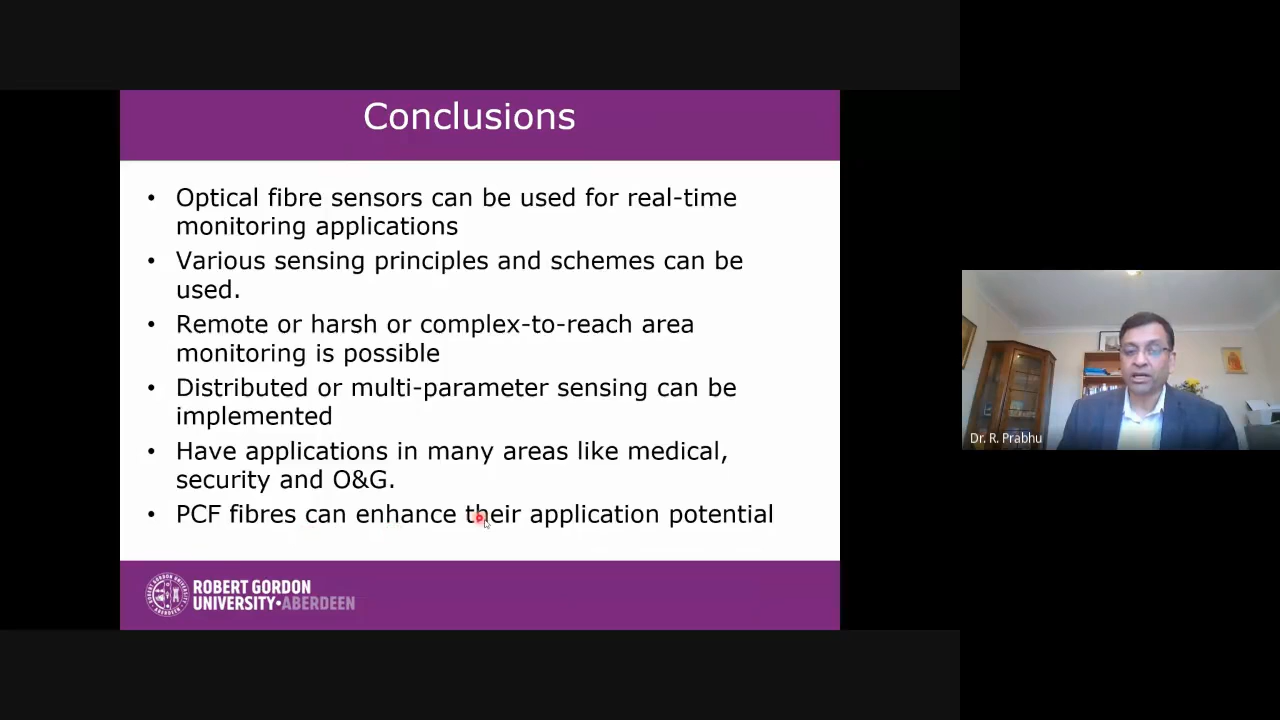 Conclusions
• Optical fibre sensors can be used for real-time
monitoring applications
• Various sensing principles and schemes can be
used.
• Remote or harsh or complex-to-reach area
monitoring is possible
• Distributed or multi-parameter sensing can be
implemented
• Have applications in many areas like medical,
security and O&G.
• PCF fibres can enhance their application potential
ROBERT GORDON
UNIVERSITY•ABERDEEN
Dr. R. Prabhu